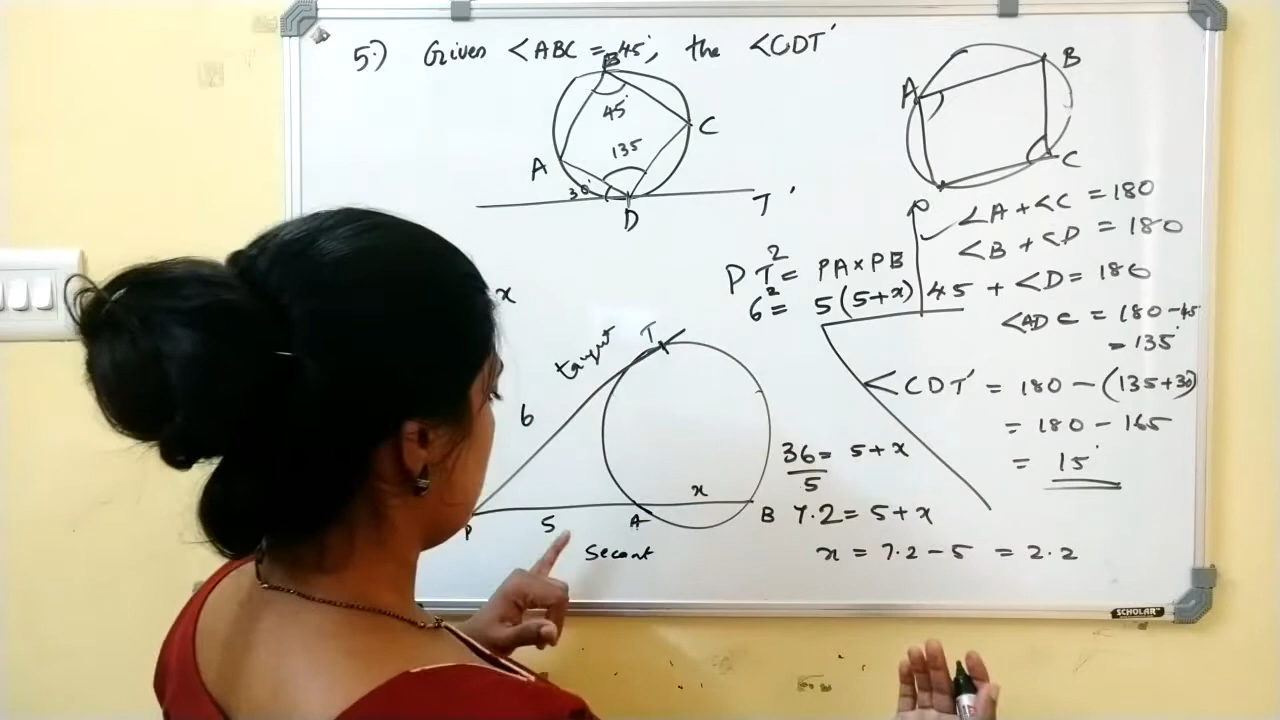 5.) Given <ABC = 45°, the <CDT'
B
45°
A
C
135
30°
D
T'
A
B
C
D
<A + <C = 180
<B + <D = 180
45 + <D = 180
<ADC = 180 - 45
= 135°
<CDT' = 180 - (135+30)
= 180 - 165
= 15°
PT² = PA × PB
6² = 5(5+x)
x
tangent
T
6
36/5 = 5+x
x
P
5
A
B
7.2 = 5+x
Secant
x = 7.2 - 5 = 2.2
SCHOLAR™